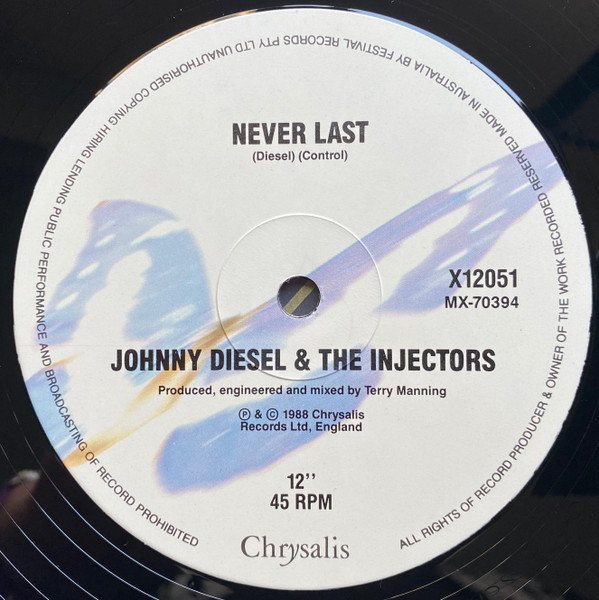 NEVER LAST
(Diesel) (Control)
X12051
MX-70394
JOHNNY DIESEL & THE INJECTORS
Produced, engineered and mixed by Terry Manning
Ⓟ & © 1988 Chrysalis
Records Ltd, England
12''
45 RPM
Chrysalis
ALL RIGHTS OF RECORD PRODUCER & OWNER OF THE WORK RECORDED RESERVED MADE IN AUSTRALIA BY FESTIVAL RECORDS PTY LTD UNAUTHORISED COPYING HIRING LENDING PUBLIC PERFORMANCE AND BROADCASTING OF RECORD PROHIBITED